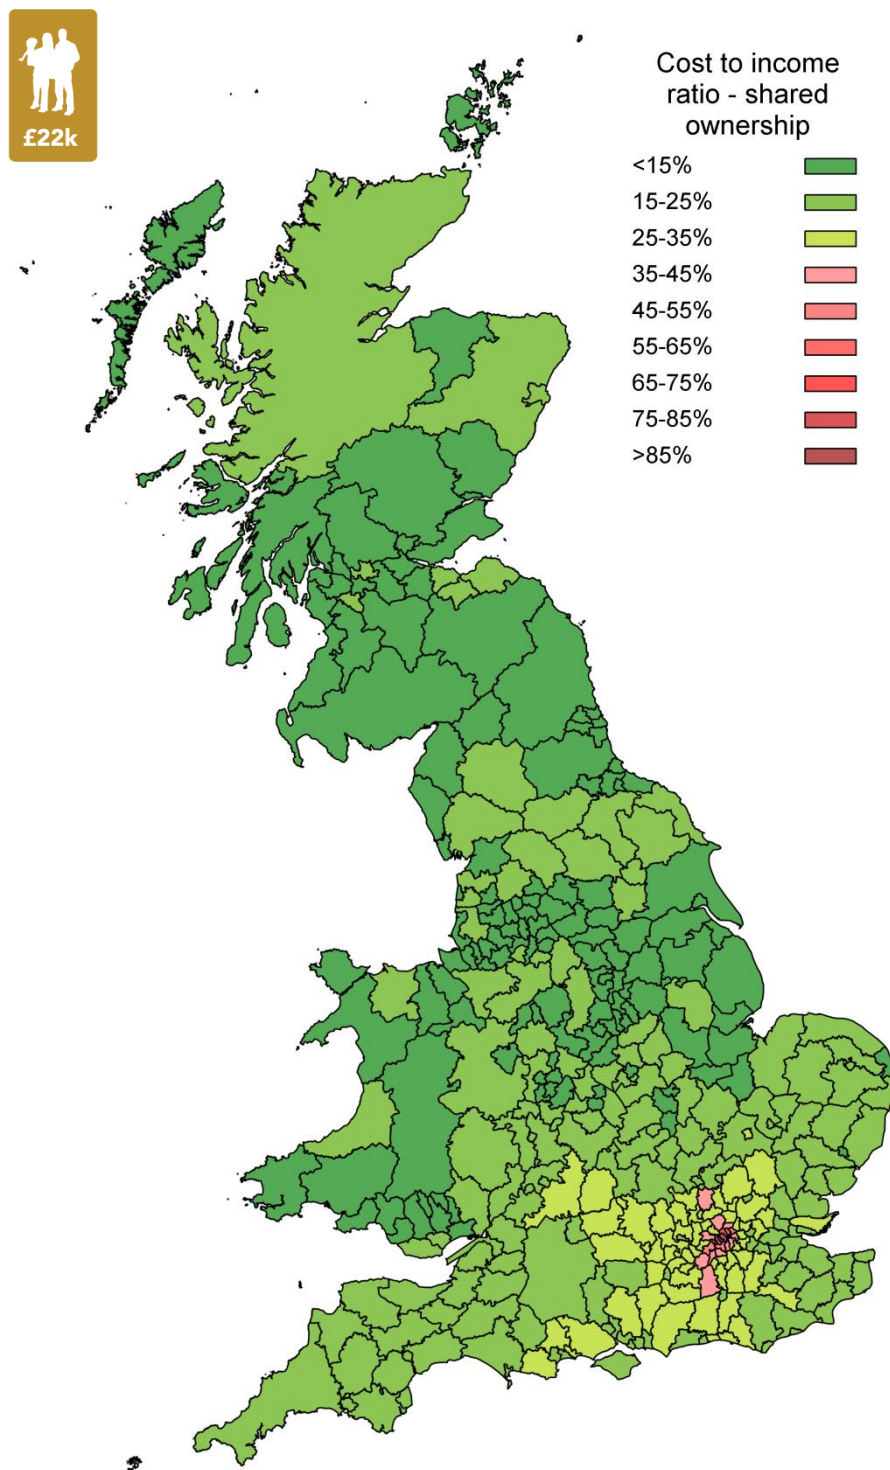 £22k
Cost to income
ratio - shared
ownership
<15%
15-25%
25-35%
35-45%
45-55%
55-65%
65-75%
75-85%
>85%